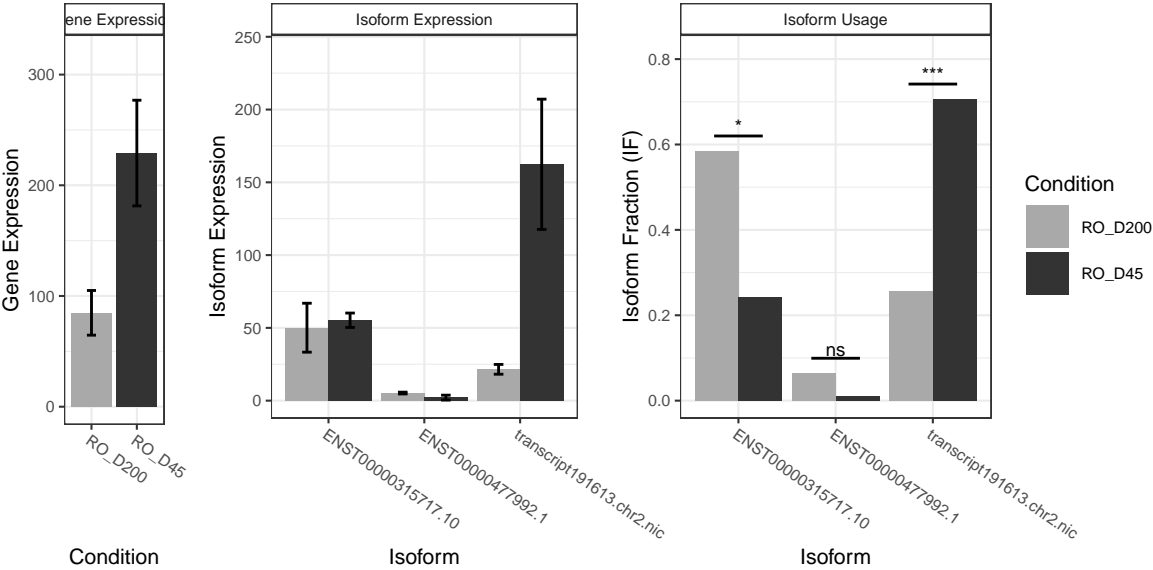 ene Expressio
Gene Expression
300
200
100
0
RO_D200
RO_D45
Condition
Isoform Expression
Isoform Expression
250
200
150
100
50
0
ENST00000315717.10
ENST00000477992.1
transcript191613.chr2.nic
Isoform
Isoform Usage
Isoform Fraction (IF)
0.8
0.6
0.4
0.2
0.0
*
ns
***
ENST00000315717.10
ENST00000477992.1
transcript191613.chr2.nic
Isoform
Condition
RO_D200
RO_D45